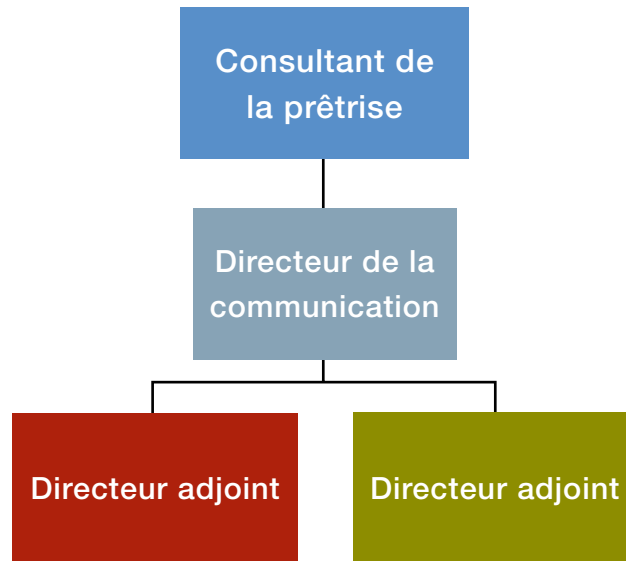 Consultant de
la prêtrise
Directeur de la
communication
Directeur adjoint
Directeur adjoint